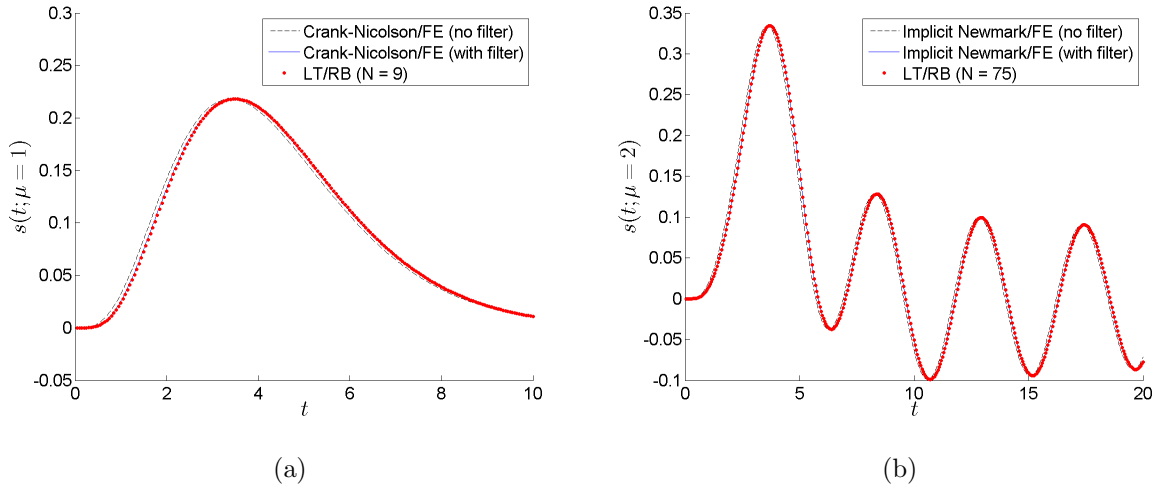 Crank-Nicolson/FE (no filter)
Crank-Nicolson/FE (with filter)
LT/RB (N = 9)
0.3
0.25
0.2
0.15
0.1
0.05
0
-0.05
s(t; μ = 1)
0 2 4 6 8 10
t
(a)
Implicit Newmark/FE (no filter)
Implicit Newmark/FE (with filter)
LT/RB (N = 75)
0.35
0.3
0.25
0.2
0.15
0.1
0.05
0
-0.05
-0.1
s(t; μ = 2)
0 5 10 15 20
t
(b)